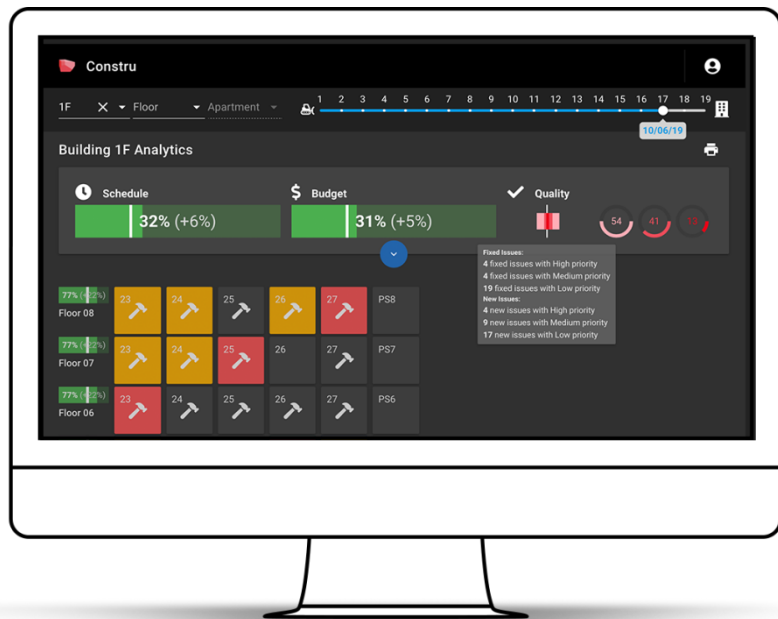 Constru
1F Floor Apartment
1 2 3 4 5 6 7 8 9 10 11 12 13 14 15 16 17 18 19
10/06/19
Building 1F Analytics
Schedule
32% (+6%)
$ Budget
31% (+5%)
Quality
54 41
Fixed Issues:
4 fixed issues with High priority
4 fixed issues with Medium priority
19 fixed issues with Low priority
New Issues:
4 new issues with High priority
9 new issues with Medium priority
17 new issues with Low priority
77% (+22%)
Floor 08
23 24 25 26 27 PS8
77% (+22%)
Floor 07
23 24 25 26 27 PS7
77% (+22%)
Floor 06
23 24 25 26 27 PS6